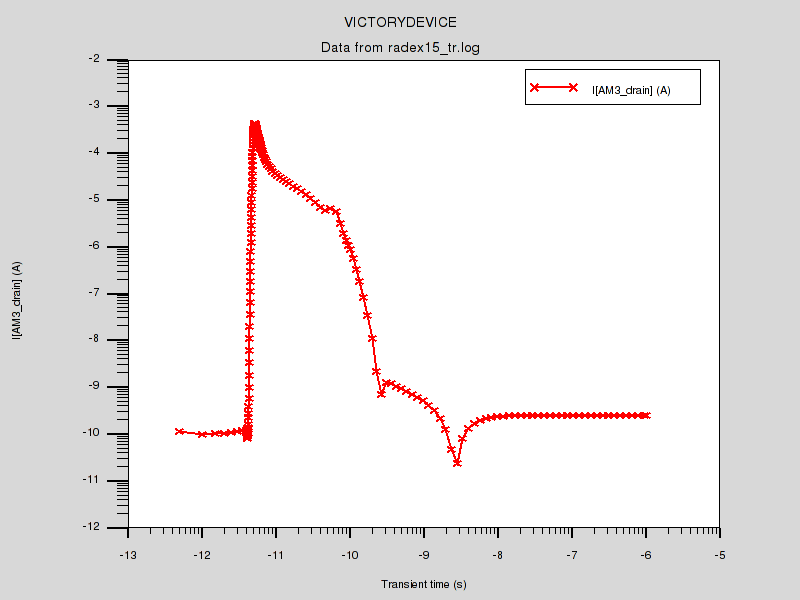 VICTORYDEVICE
Data from radex15_tr.log
I[AM3_drain] (A)
I[AM3_drain] (A)
-2
-3
-4
-5
-6
-7
-8
-9
-10
-11
-12
-13 -12 -11 -10 -9 -8 -7 -6 -5
Transient time (s)